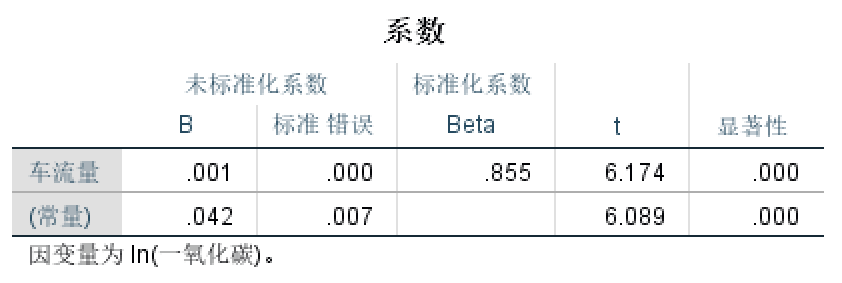 系数
未标准化系数 标准化系数
B 标准 错误 Beta t 显著性
车流量 .001 .000 .855 6.174 .000
(常量) .042 .007 6.089 .000
因变量为 ln(一氧化碳)。